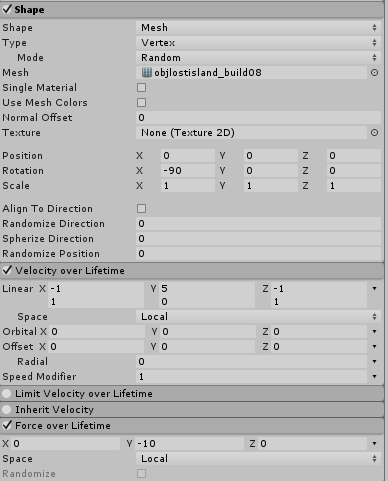 Shape
Shape Mesh
Type Vertex
Mode Random
Mesh objlostisland_build08
Single Material
Use Mesh Colors
Normal Offset 0
Texture None (Texture 2D)
Position X 0 Y 0 Z 0
Rotation X -90 Y 0 Z 0
Scale X 1 Y 1 Z 1
Align To Direction
Randomize Direction 0
Spherize Direction 0
Randomize Position 0
Velocity over Lifetime
Linear X -1 Y 5 Z -1
1 0 1
Space Local
Orbital X 0 Y 0 Z 0
Offset X 0 Y 0 Z 0
Radial 0
Speed Modifier 1
Limit Velocity over Lifetime
Inherit Velocity
Force over Lifetime
X 0 Y -10 Z 0
Space Local
Randomize